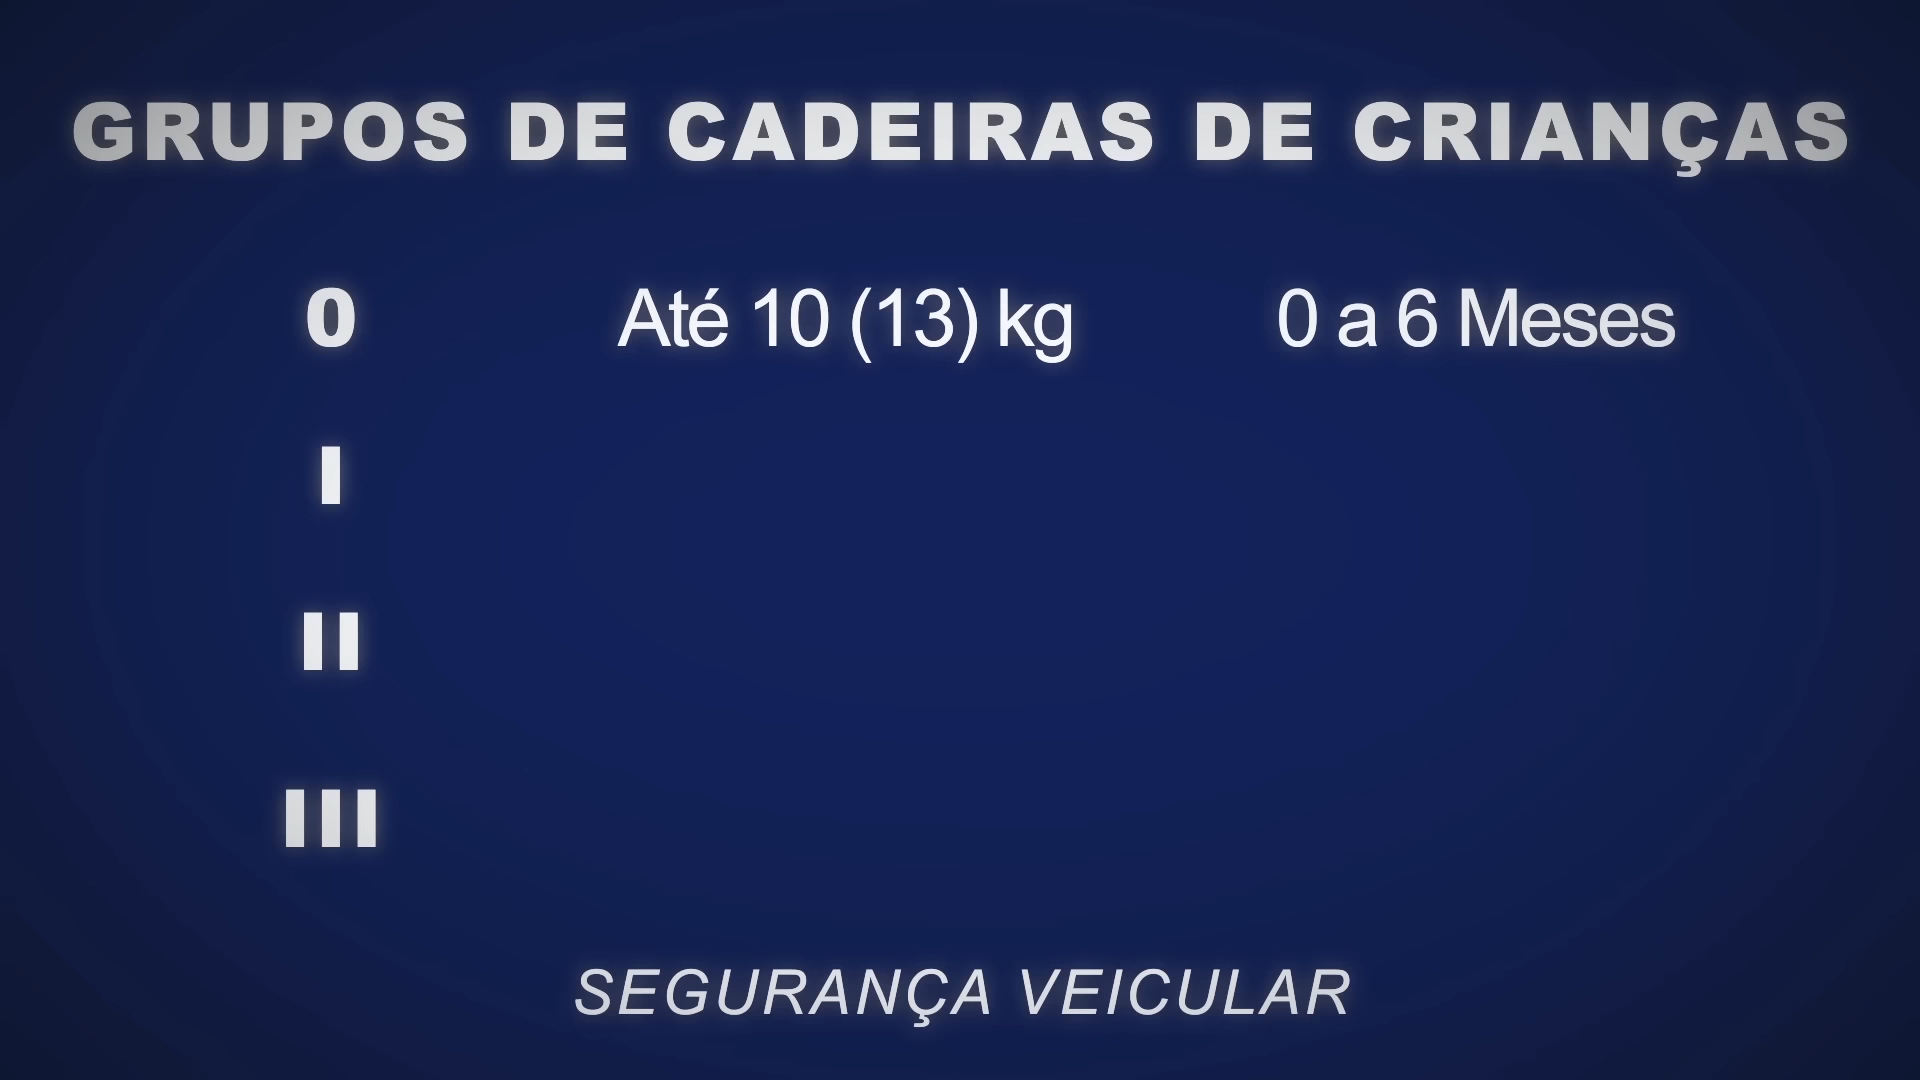 GRUPOS DE CADEIRAS DE CRIANÇAS
0 Até 10 (13) kg 0 a 6 Meses
I
II
III
SEGURANÇA VEICULAR